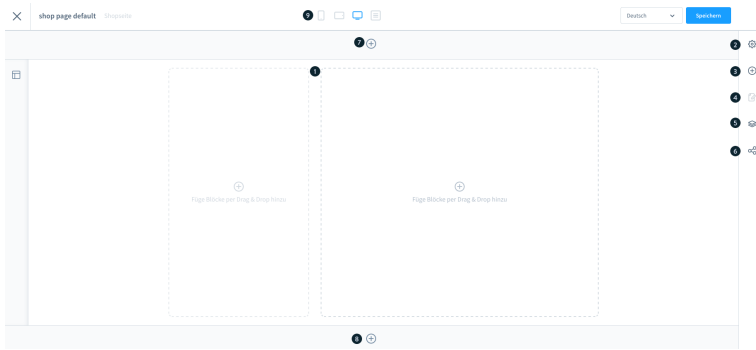 shop page default Shopseite
9
Deutsch
Speichern
7
2
1
3
4
5
6
Füge Blöcke per Drag & Drop hinzu
Füge Blöcke per Drag & Drop hinzu
8